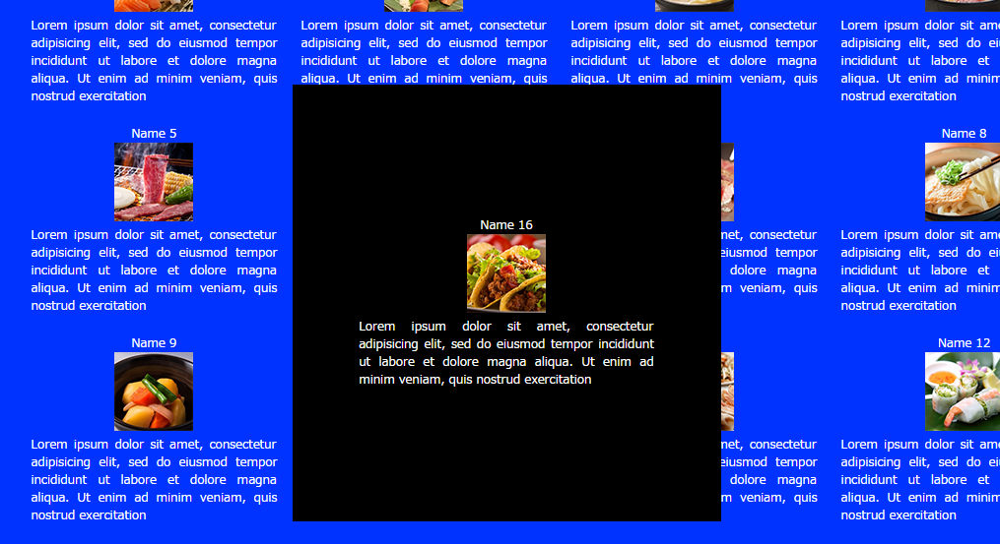 Lorem ipsum dolor sit amet, consectetur
adipisicing elit, sed do eiusmod tempor
incididunt ut labore et dolore magna
aliqua. Ut enim ad minim veniam, quis
nostrud exercitation
Lorem ipsum dolor sit amet, consectetur
adipisicing elit, sed do eiusmod tempor
incididunt ut labore et dolore magna
aliqua. Ut enim ad minim veniam, quis
Lorem ipsum dolor sit amet, consectetur
adipisicing elit, sed do eiusmod tempor
incididunt ut labore et dolore magna
aliqua. Ut enim ad minim veniam, quis
Lorem ipsum dolor sit
adipisicing elit, sed do
incididunt ut labore et
aliqua. Ut enim ad minim
nostrud exercitation
Name 5
Lorem ipsum dolor sit amet, consectetur
adipisicing elit, sed do eiusmod tempor
incididunt ut labore et dolore magna
aliqua. Ut enim ad minim veniam, quis
nostrud exercitation
Name 16
Lorem ipsum dolor sit amet, consectetur
adipisicing elit, sed do eiusmod tempor incididunt
ut labore et dolore magna aliqua. Ut enim ad
minim veniam, quis nostrud exercitation
consectetur
eiusmod tempor
dolore magna
veniam, quis
Name 8
Lorem ipsum dolor sit
adipisicing elit, sed do
incididunt ut labore et
aliqua. Ut enim ad minim
nostrud exercitation
Name 9
Lorem ipsum dolor sit amet, consectetur
adipisicing elit, sed do eiusmod tempor
incididunt ut labore et dolore magna
aliqua. Ut enim ad minim veniam, quis
nostrud exercitation
consectetur
eiusmod tempor
dolore magna
veniam, quis
Name 12
Lorem ipsum dolor sit
adipisicing elit, sed do
incididunt ut labore et
aliqua. Ut enim ad minim
nostrud exercitation